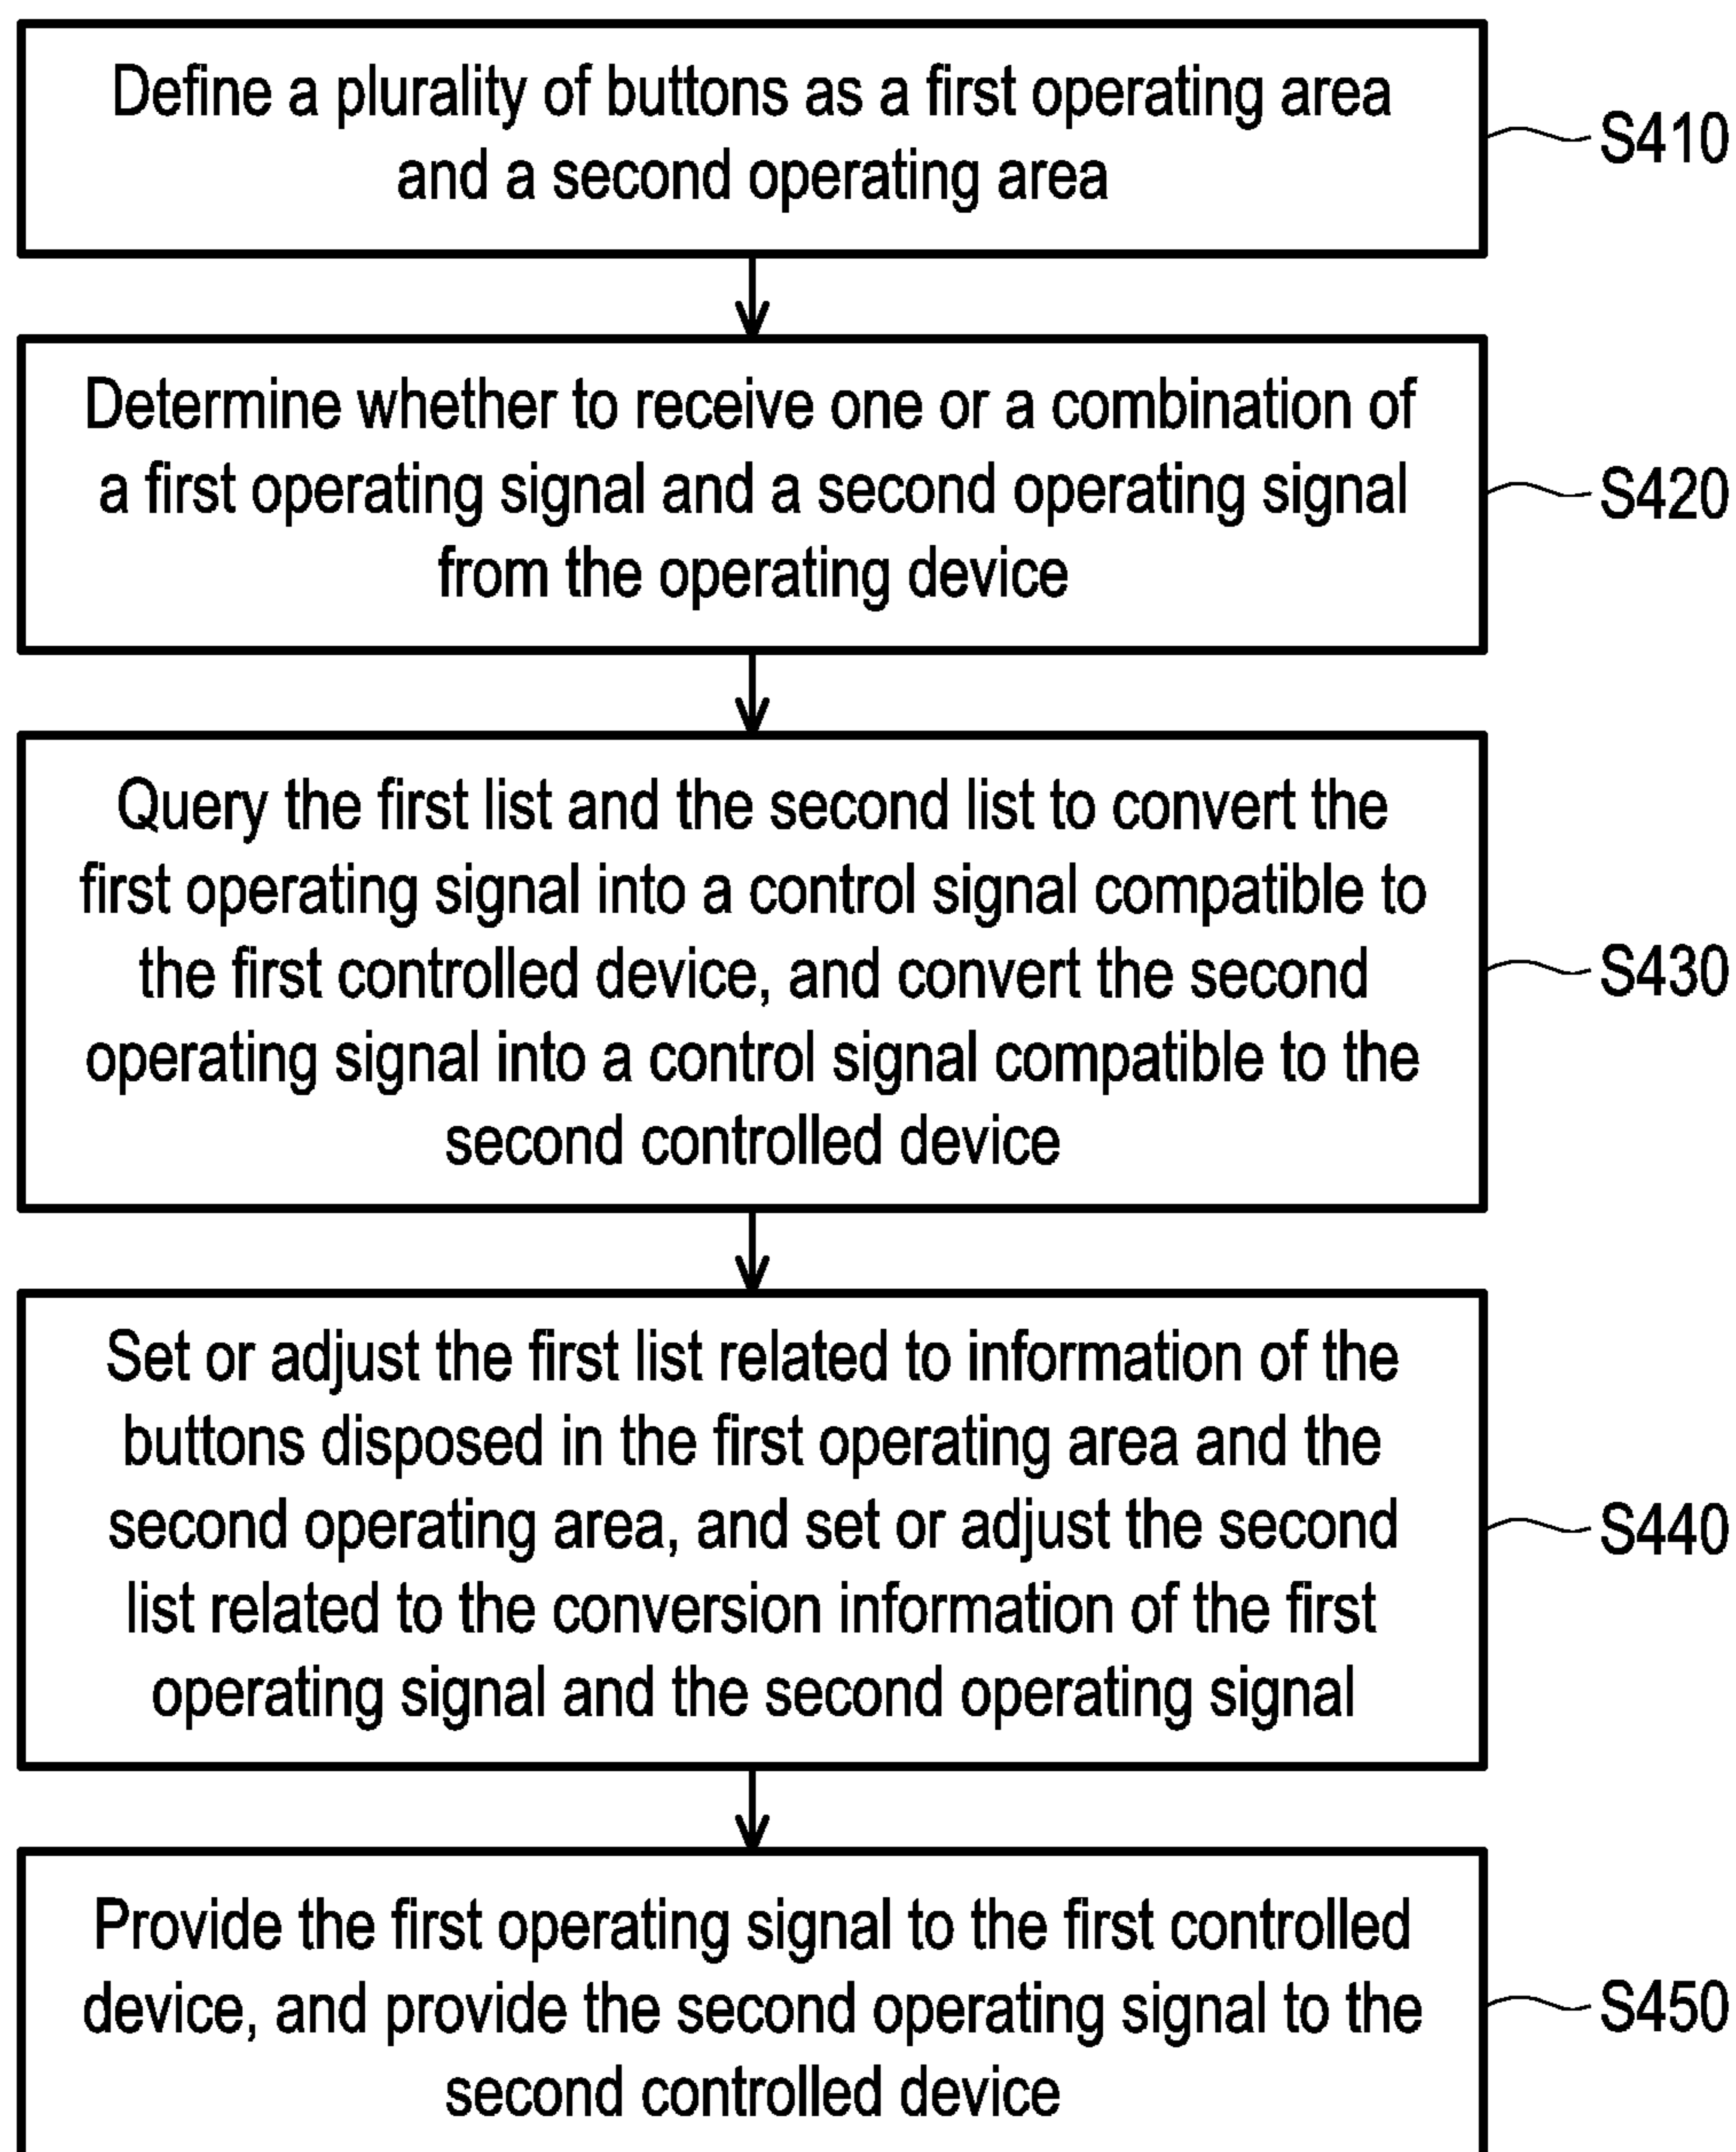 Define a plurality of buttons as a first operating area
and a second operating area
S410
Determine whether to receive one or a combination of
a first operating signal and a second operating signal
from the operating device
S420
Query the first list and the second list to convert the
first operating signal into a control signal compatible to
the first controlled device, and convert the second
operating signal into a control signal compatible to the
second controlled device
S430
Set or adjust the first list related to information of the
buttons disposed in the first operating area and the
second operating area, and set or adjust the second
list related to the conversion information of the first
operating signal and the second operating signal
S440
Provide the first operating signal to the first controlled
device, and provide the second operating signal to the
second controlled device
S450